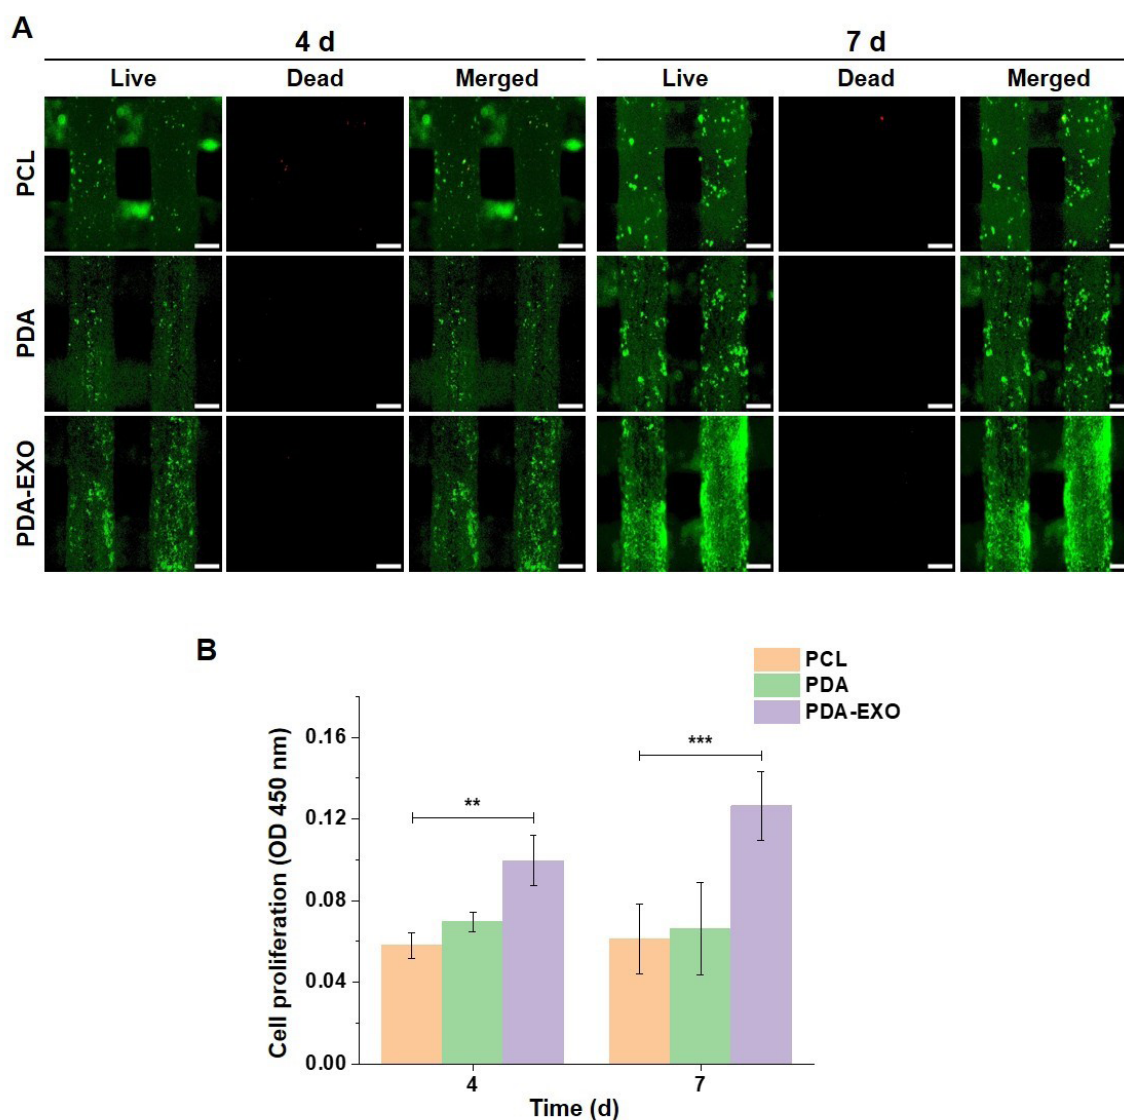 A
4 d
7 d
Live Dead Merged Live Dead Merged
PCL
PDA
PDA-EXO
B
PCL
PDA
PDA-EXO
Cell proliferation (OD 450 nm)
0.16
0.12
0.08
0.04
0.00
**
***
4 7
Time (d)